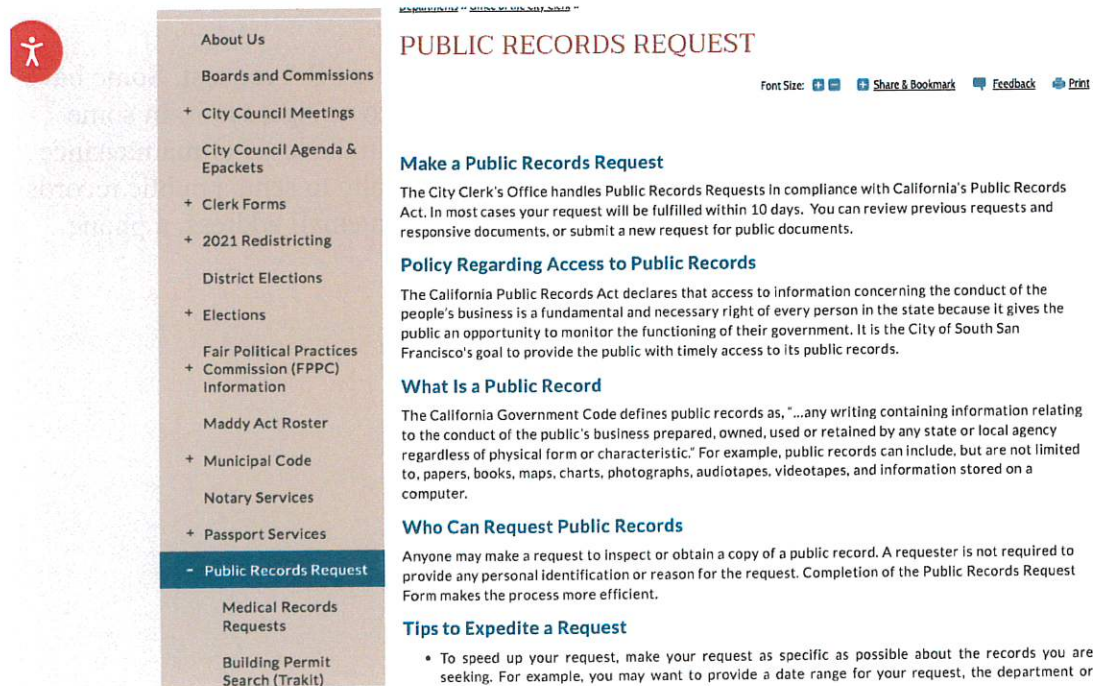 Departments » Office of the City Clerk »
PUBLIC RECORDS REQUEST
Font Size: + - + Share & Bookmark Feedback Print
About Us
Boards and Commissions
+ City Council Meetings
City Council Agenda &
Epackets
+ Clerk Forms
+ 2021 Redistricting
District Elections
+ Elections
Fair Political Practices
+ Commission (FPPC)
Information
Maddy Act Roster
+ Municipal Code
Notary Services
+ Passport Services
- Public Records Request
Medical Records
Requests
Building Permit
Search (Trakit)
Make a Public Records Request
The City Clerk's Office handles Public Records Requests in compliance with California's Public Records
Act. In most cases your request will be fulfilled within 10 days. You can review previous requests and
responsive documents, or submit a new request for public documents.
Policy Regarding Access to Public Records
The California Public Records Act declares that access to information concerning the conduct of the
people's business is a fundamental and necessary right of every person in the state because it gives the
public an opportunity to monitor the functioning of their government. It is the City of South San
Francisco's goal to provide the public with timely access to its public records.
What Is a Public Record
The California Government Code defines public records as, "...any writing containing information relating
to the conduct of the public's business prepared, owned, used or retained by any state or local agency
regardless of physical form or characteristic." For example, public records can include, but are not limited
to, papers, books, maps, charts, photographs, audiotapes, videotapes, and information stored on a
computer.
Who Can Request Public Records
Anyone may make a request to inspect or obtain a copy of a public record. A requester is not required to
provide any personal identification or reason for the request. Completion of the Public Records Request
Form makes the process more efficient.
Tips to Expedite a Request
• To speed up your request, make your request as specific as possible about the records you are
seeking. For example, you may want to provide a date range for your request, the department or